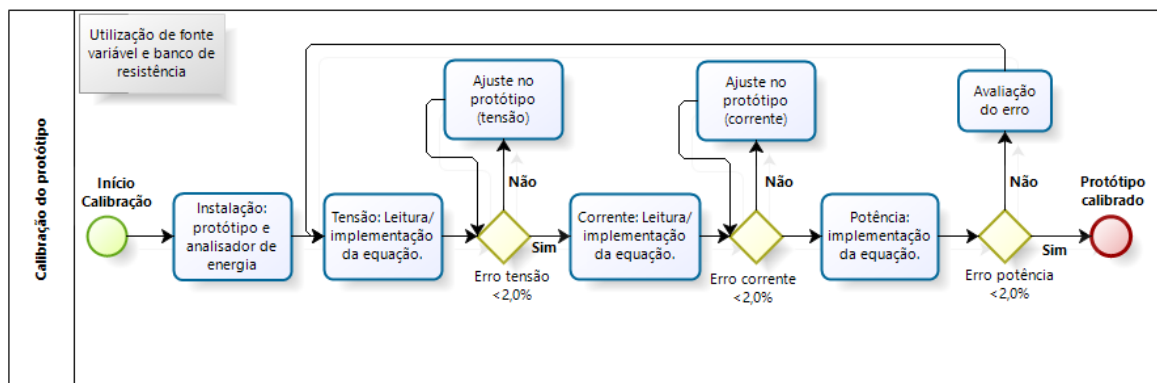 Calibração do protótipo
Utilização de fonte
variável e banco de
resistência
Início
Calibração
Instalação:
protótipo e
analisador de
energia
Tensão: Leitura/
implementação
da equação.
Ajuste no
protótipo
(tensão)
Não
Sim
Erro tensão
<2,0%
Corrente: Leitura/
implementação
da equação.
Ajuste no
protótipo
(corrente)
Não
Erro corrente
<2,0%
Potência:
implementação
da equação.
Avaliação
do erro
Não
Sim
Erro potência
<2,0%
Protótipo
calibrado